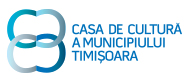 CASA DE CULTURĂ
A MUNICIPIULUI
TIMIȘOARA